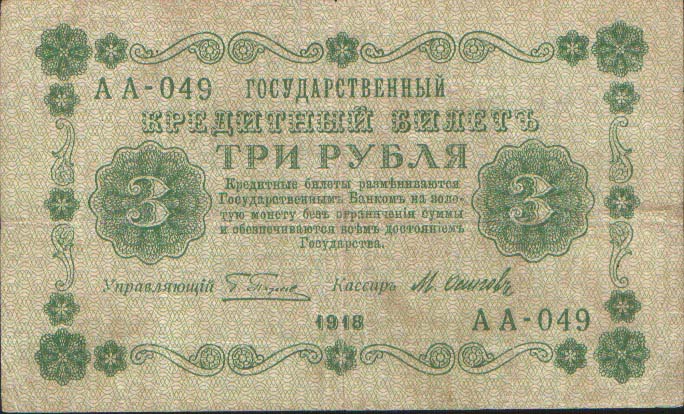 АА-049 ГОСУДАРСТВЕННЫЙ
КРЕДИТНЫЙ БИЛЕТЪ
ТРИ РУБЛЯ
3 3
Кредитные билеты размѣниваются
Государственнымъ Банкомъ на золо-
тую монету безъ ограниченія суммы
и обезпечиваются всѣмъ достояніемъ
Государства.
Управляющій Кассиръ М. Осиповъ
1918
АА-049